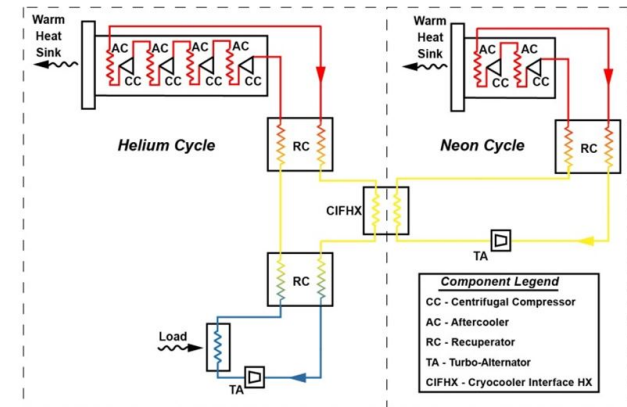 Warm
Heat
Sink
AC
AC
AC
AC
CC
CC
CC
CC
Helium Cycle
RC
CIFHX
RC
Load
TA
Warm
Heat
Sink
AC
AC
CC
CC
Neon Cycle
RC
TA
Component Legend
CC - Centrifugal Compressor
AC - Aftercooler
RC - Recuperator
TA - Turbo-Alternator
CIFHX - Cryocooler Interface HX